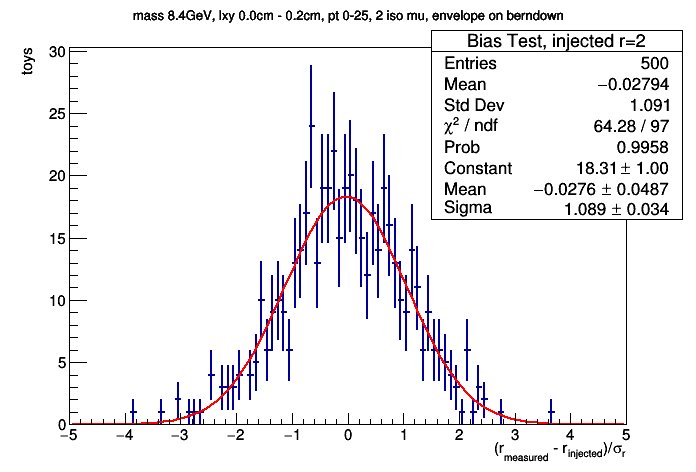 mass 8.4GeV, lxy 0.0cm - 0.2cm, pt 0-25, 2 iso mu, envelope on berndown
Bias Test, injected r=2
Entries 500
Mean −0.02794
Std Dev 1.091
χ² / ndf 64.28 / 97
Prob 0.9958
Constant 18.31 ± 1.00
Mean −0.0276 ± 0.0487
Sigma 1.089 ± 0.034
toys
30
25
20
15
10
5
0
−5 −4 −3 −2 −1 0 1 2 3 4 5
(r_measured - r_injected)/σ_r